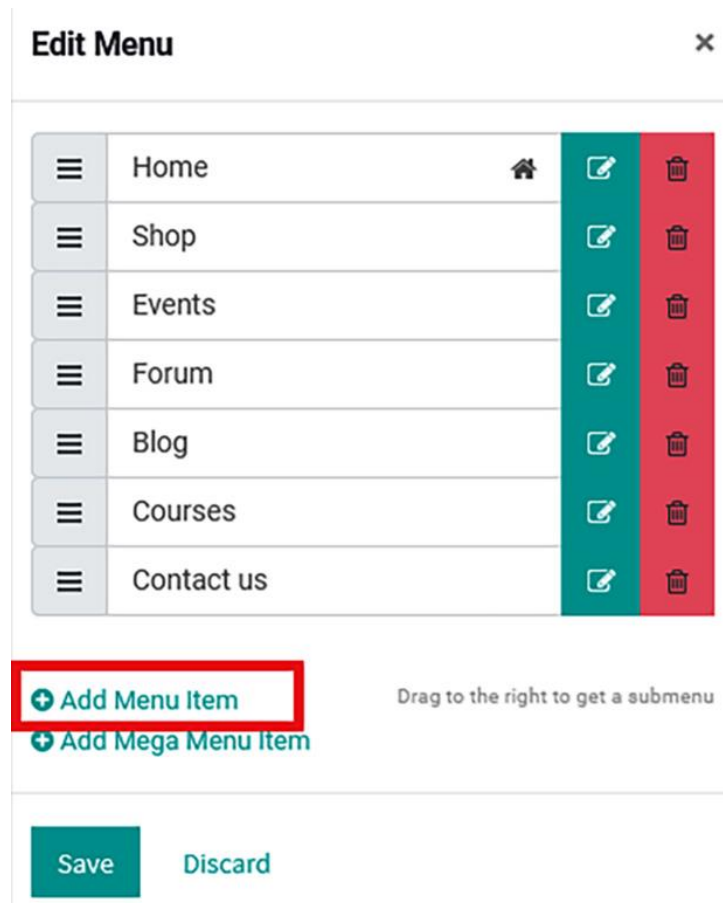 Edit Menu
Home
Shop
Events
Forum
Blog
Courses
Contact us
Add Menu Item
Drag to the right to get a submenu
Add Mega Menu Item
Save
Discard